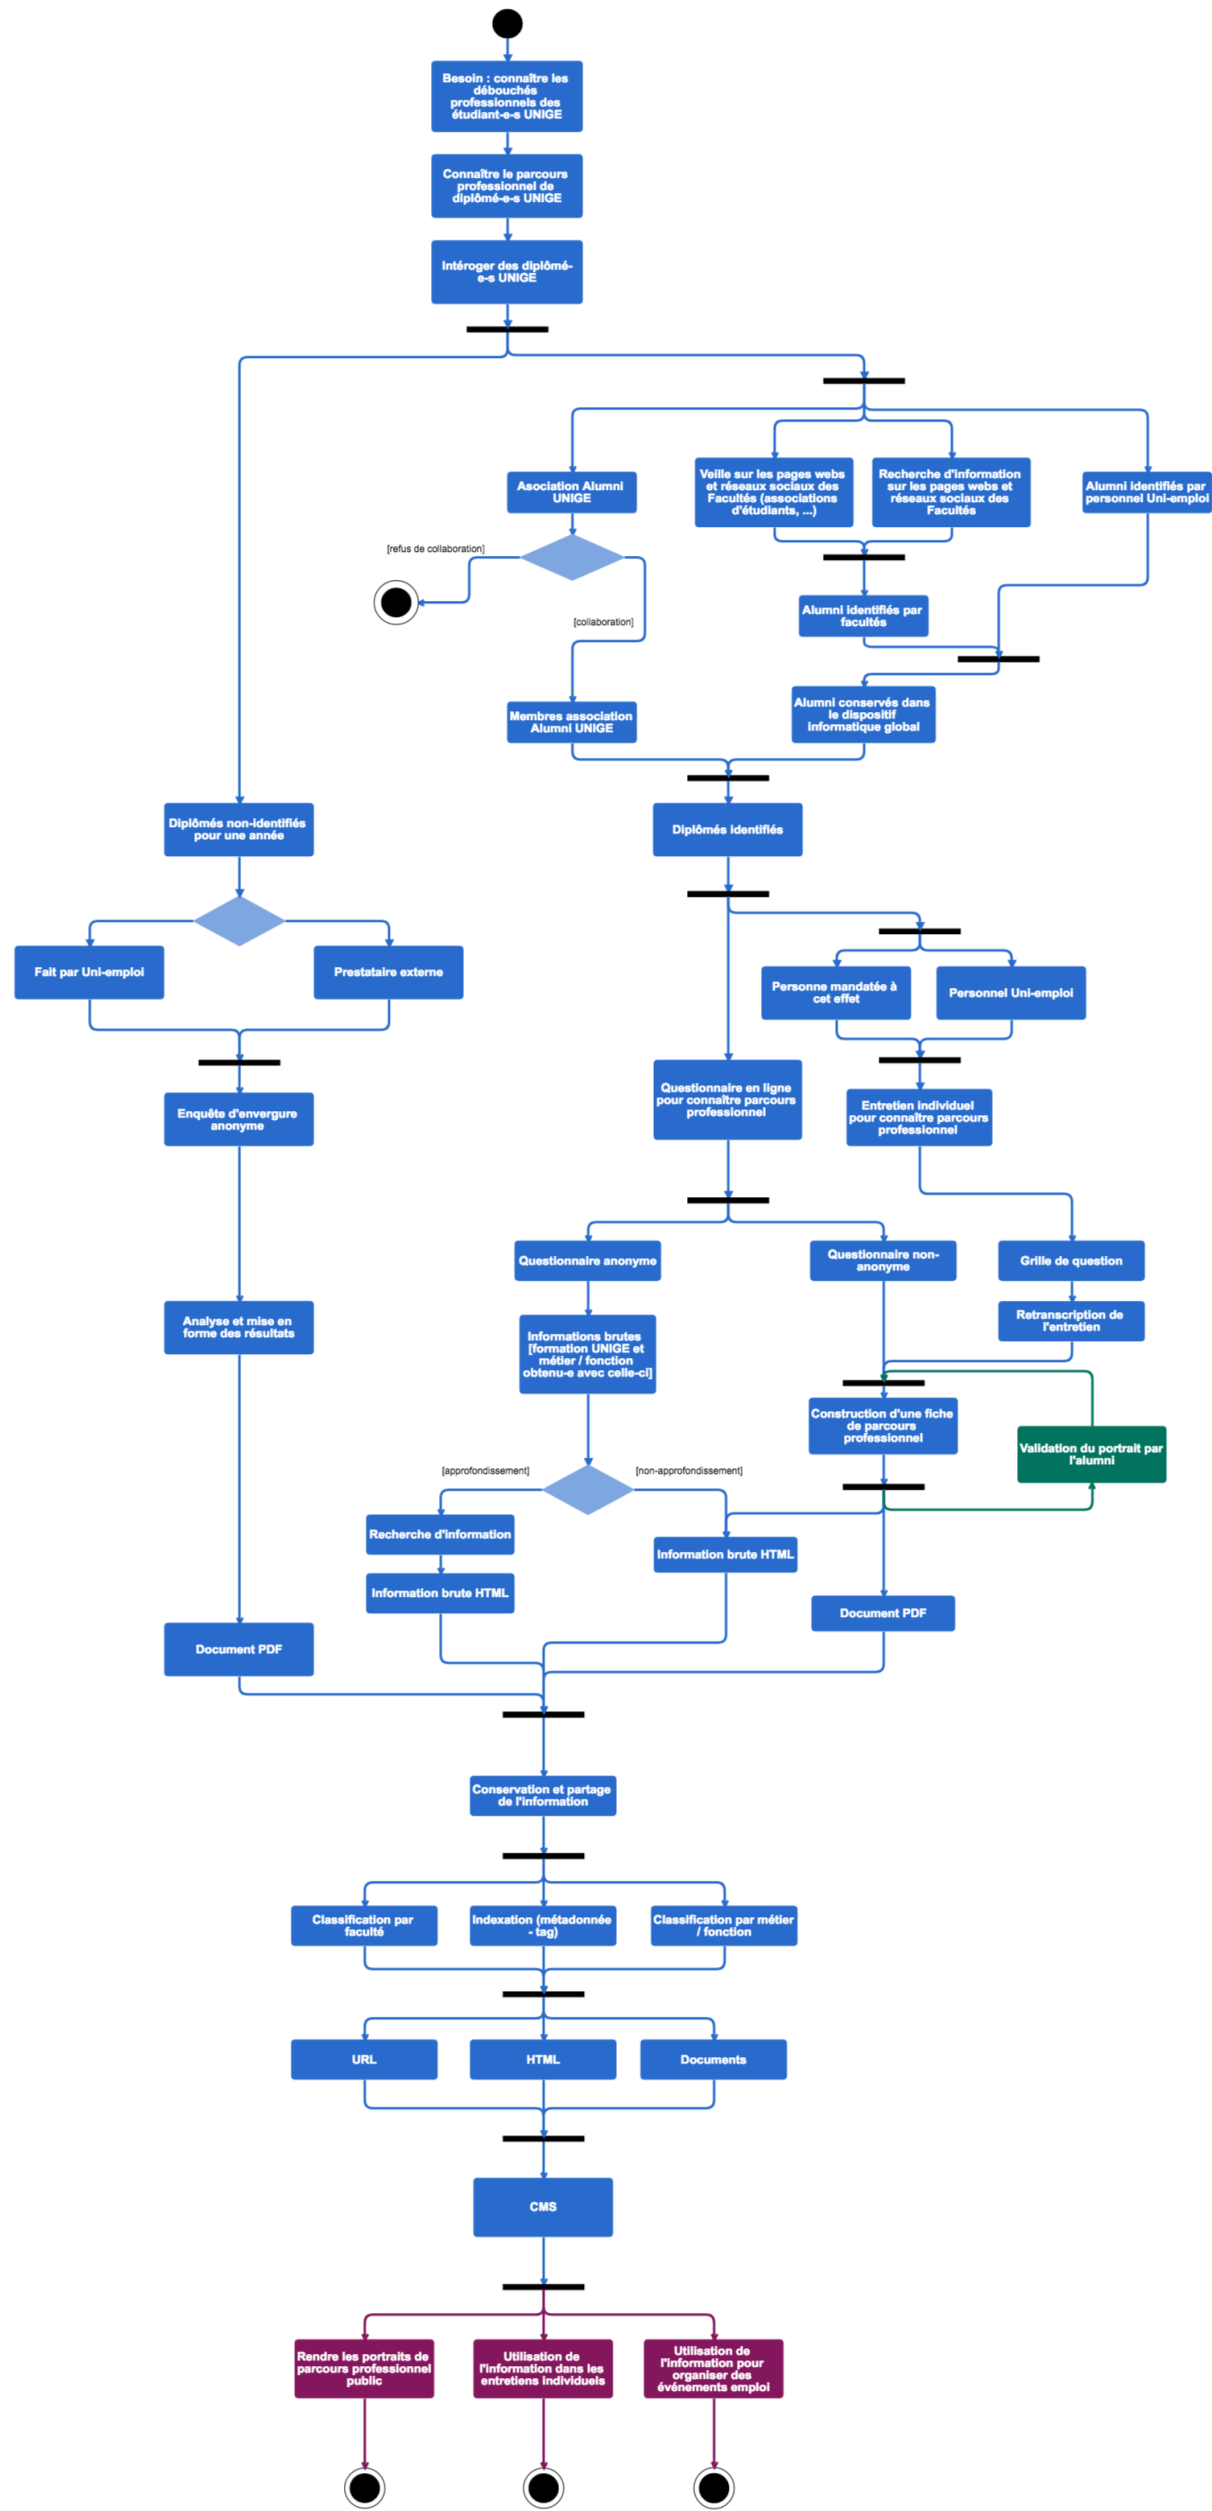 Besoin : connaître les
débouchés
professionnels des
étudiant-e-s UNIGE
Connaître le parcours
professionnel de
diplômé-e-s UNIGE
Intéroger des diplômé-
e-s UNIGE
Asociation Alumni
UNIGE
Veille sur les pages webs
et réseaux sociaux des
Facultés (associations
d'étudiants, ...)
Recherche d'information
sur les pages webs et
réseaux sociaux des
Facultés
Alumni identifiés par
personnel Uni-emploi
[refus de collaboration]
[collaboration]
Alumni identifiés par
facultés
Membres association
Alumni UNIGE
Alumni conservés dans
le dispositif
informatique global
Diplômés non-identifiés
pour une année
Diplômés identifiés
Fait par Uni-emploi
Prestataire externe
Personne mandatée à
cet effet
Personnel Uni-emploi
Enquête d'envergure
anonyme
Questionnaire en ligne
pour connaître parcours
professionnel
Entretien individuel
pour connaître parcours
professionnel
Questionnaire anonyme
Questionnaire non-
anonyme
Grille de question
Analyse et mise en
forme des résultats
Informations brutes
[formation UNIGE et
métier / fonction
obtenu-e avec celle-ci]
Retranscription de
l'entretien
Construction d'une fiche
de parcours
professionnel
Validation du portrait par
l'alumni
[approfondissement]
[non-approfondissement]
Recherche d'information
Information brute HTML
Information brute HTML
Document PDF
Document PDF
Conservation et partage
de l'information
Classification par
faculté
Indexation (métadonnée
- tag)
Classification par métier
/ fonction
URL
HTML
Documents
CMS
Rendre les portraits de
parcours professionnel
public
Utilisation de
l'information dans les
entretiens individuels
Utilisation de
l'information pour
organiser des
événements emploi